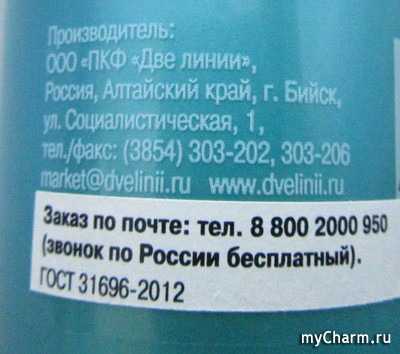 Производитель:
ООО «ПКФ «Две линии»,
Россия, Алтайский край, г. Бийск,
ул. Социалистическая, 1,
тел./факс: (3854) 303-202, 303-206
market@dvelinii.ru www.dvelinii.ru
Заказ по почте: тел. 8 800 2000 950
(звонок по России бесплатный).
ГОСТ 31696-2012
myCharm.ru